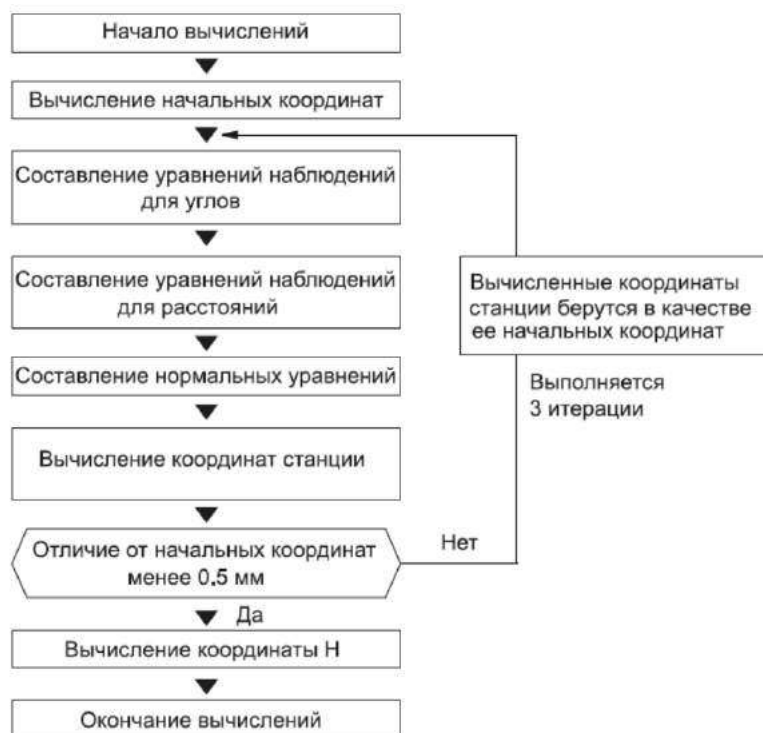 Начало вычислений
Вычисление начальных координат
Составление уравнений наблюдений
для углов
Составление уравнений наблюдений
для расстояний
Составление нормальных уравнений
Вычисление координат станции
Отличие от начальных координат
менее 0.5 мм
Нет
Вычисленные координаты
станции берутся в качестве
ее начальных координат
Выполняется
3 итерации
Да
Вычисление координаты Н
Окончание вычислений